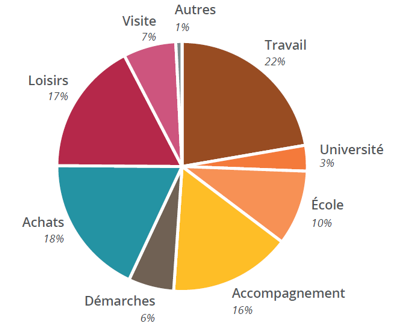 Autres
1%
Visite
7%
Travail
22%
Loisirs
17%
Université
3%
École
10%
Achats
18%
Accompagnement
16%
Démarches
6%